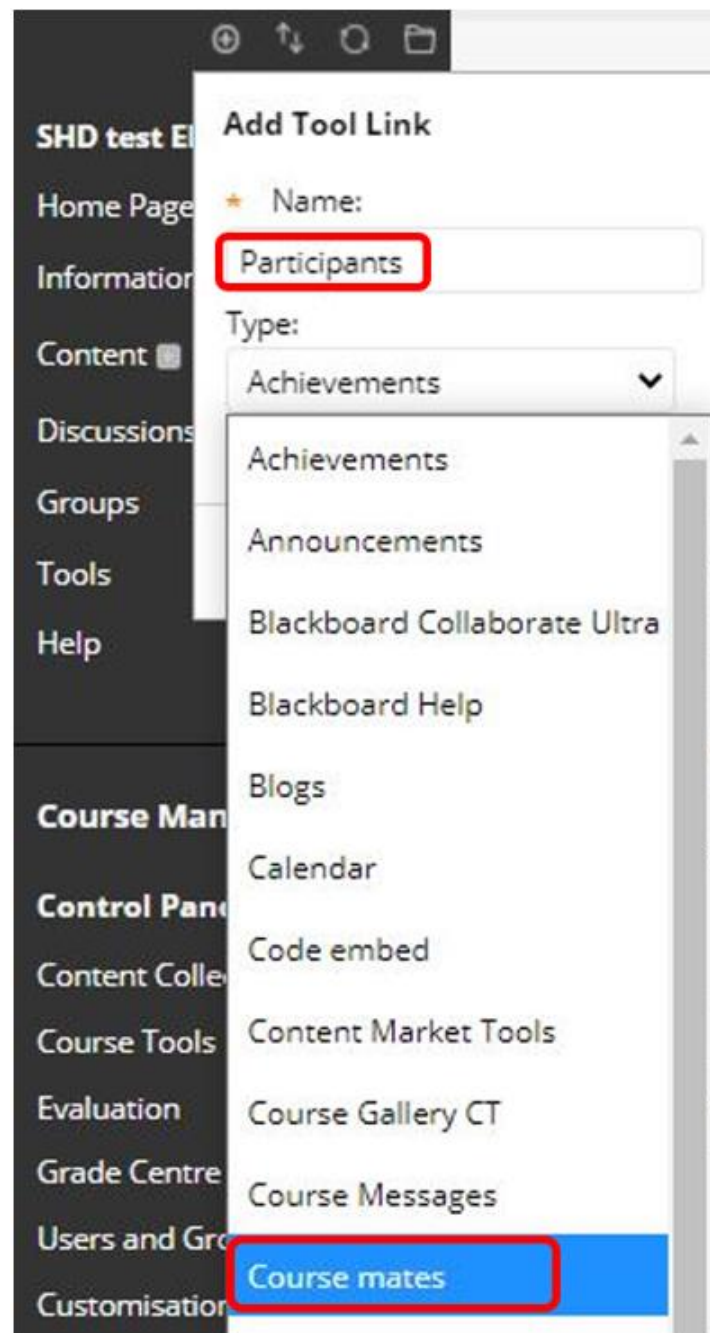 SHD test El
Home Page
Information
Content
Discussions
Groups
Tools
Help
Course Man
Control Pane
Content Colle
Course Tools
Evaluation
Grade Centre
Users and Gro
Customisation
Add Tool Link
* Name:
Participants
Type:
Achievements
Achievements
Announcements
Blackboard Collaborate Ultra
Blackboard Help
Blogs
Calendar
Code embed
Content Market Tools
Course Gallery CT
Course Messages
Course mates